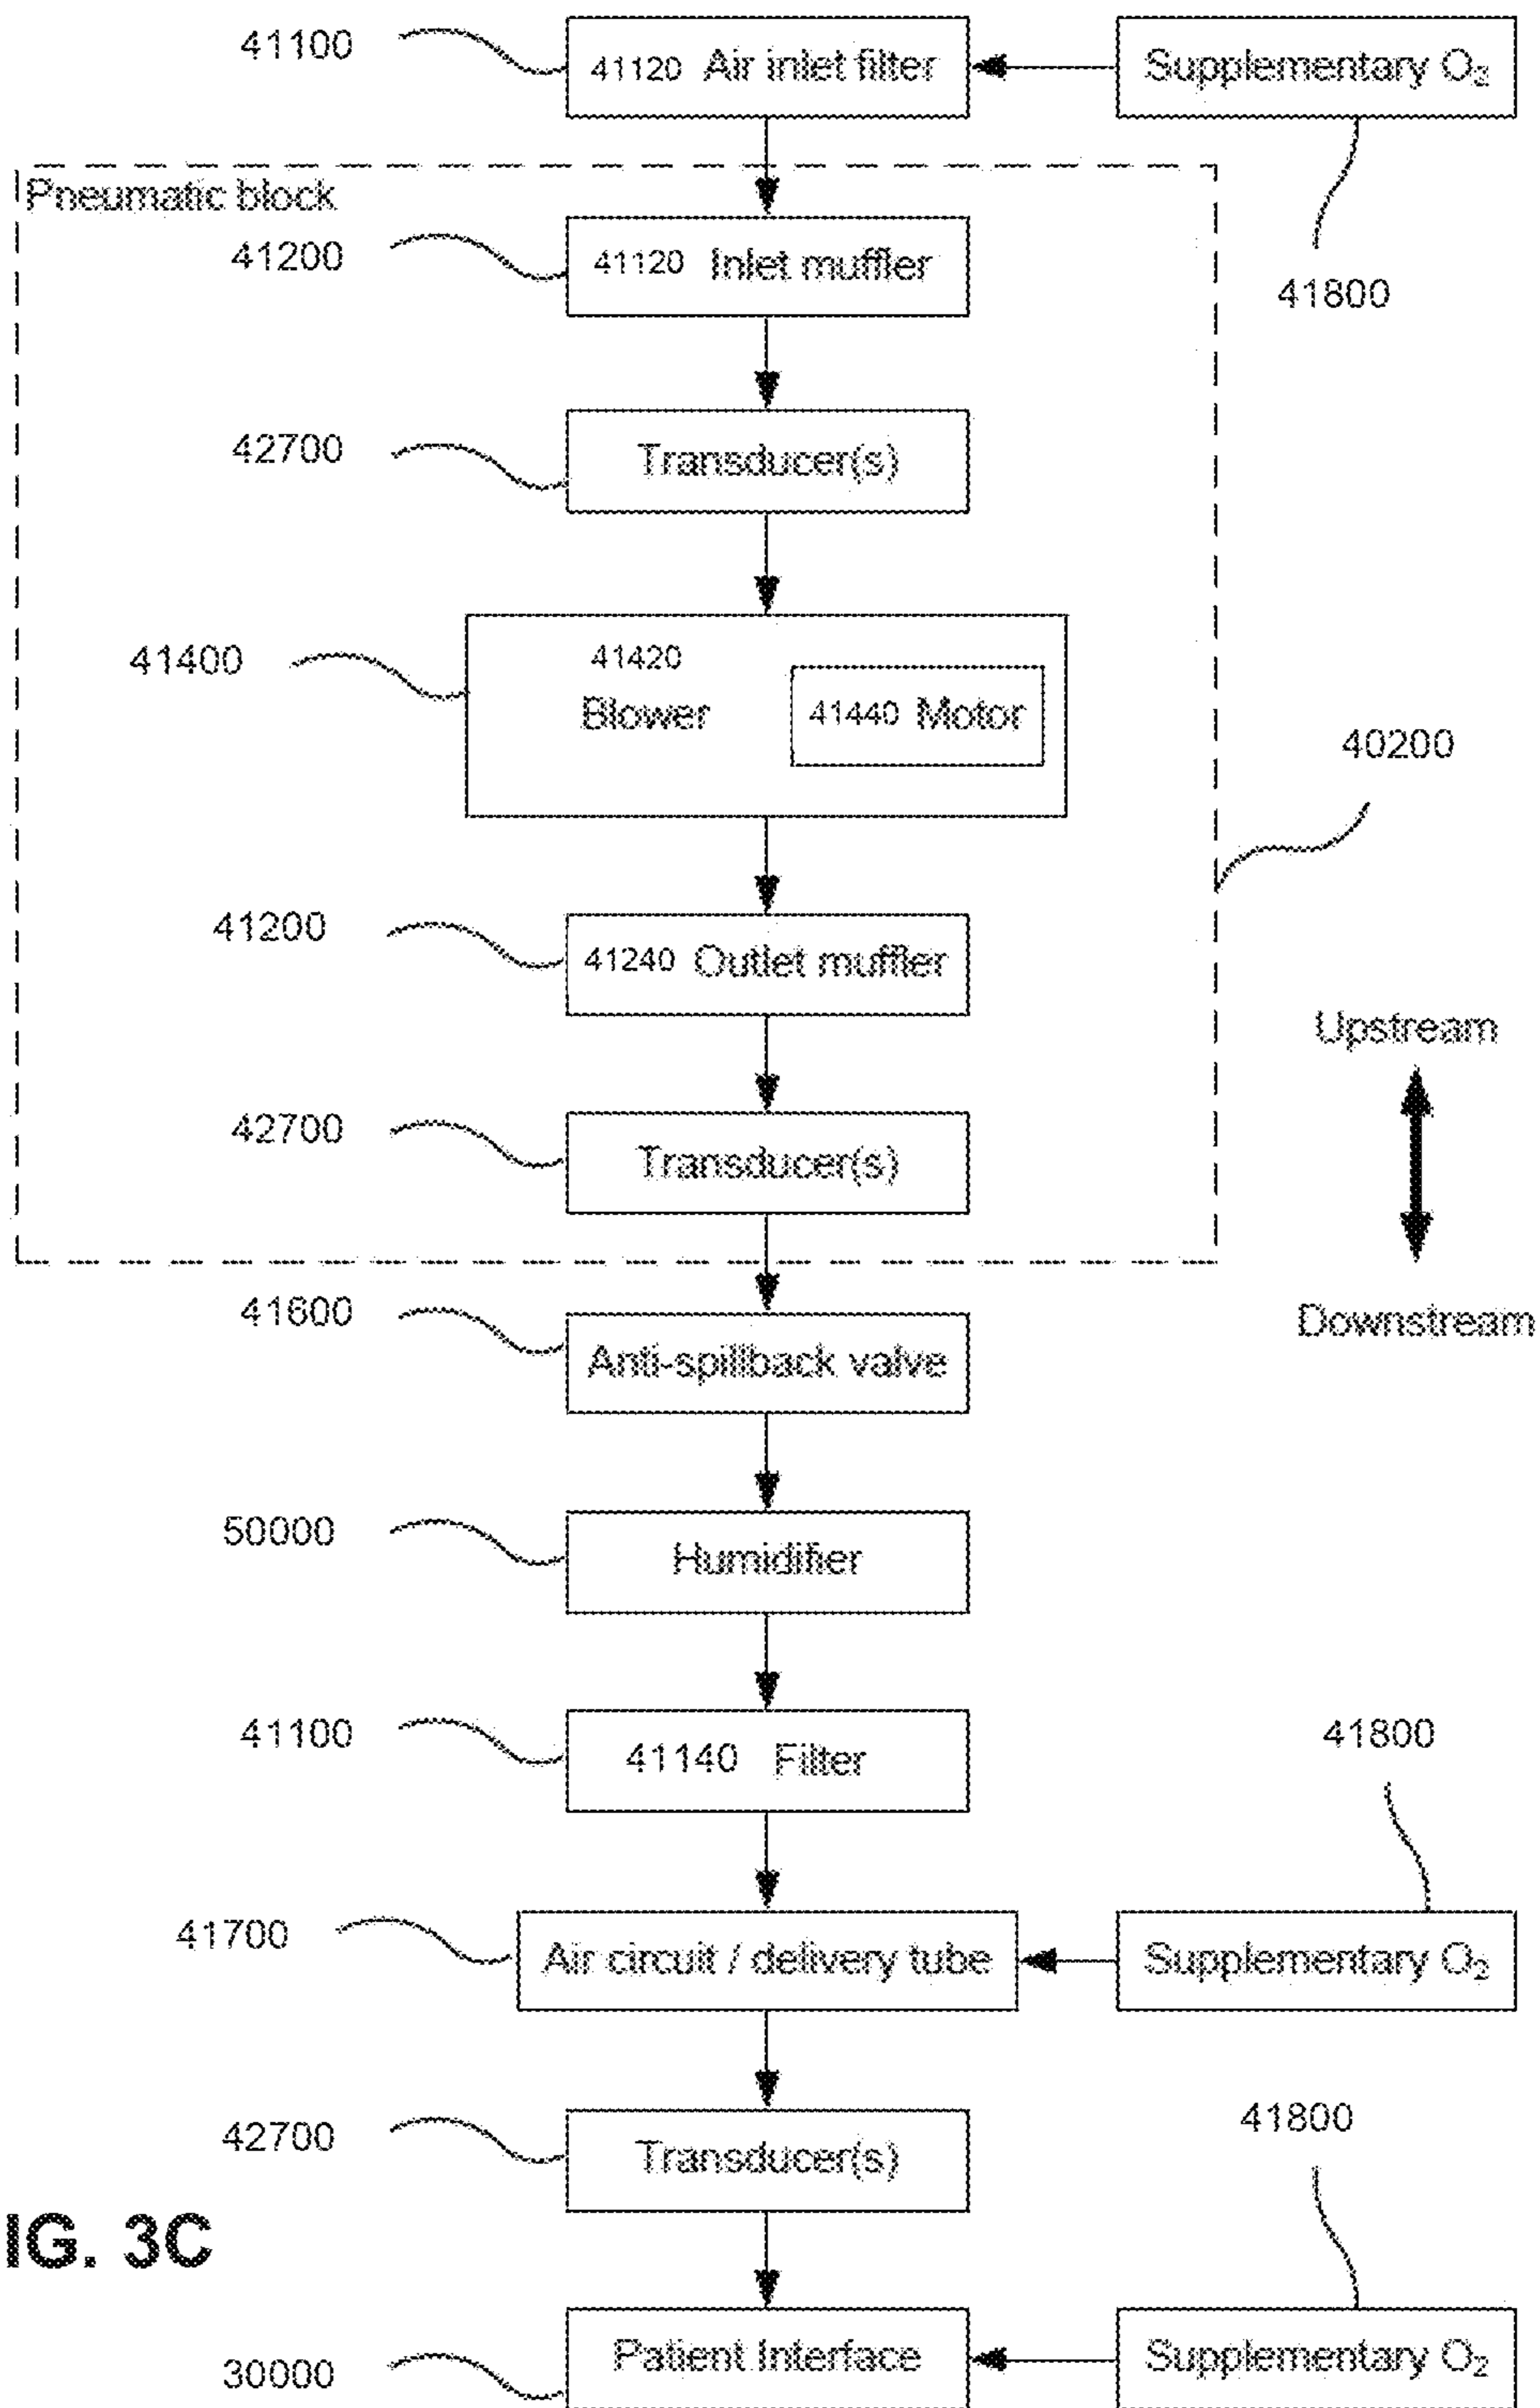 41100
41120 Air inlet filter
Supplementary O₂
Pneumatic block
41200
41120 Inlet muffler
41800
42700
Transducer(s)
41400
41420
Blower
41440 Motor
40200
41200
41240 Outlet muffler
Upstream
42700
Transducer(s)
41600
Anti-spillback valve
Downstream
50000
Humidifier
41100
41140 Filter
41800
41700
Air circuit / delivery tube
Supplementary O₂
42700
Transducer(s)
41800
IG. 3C
30000
Patient Interface
Supplementary O₂